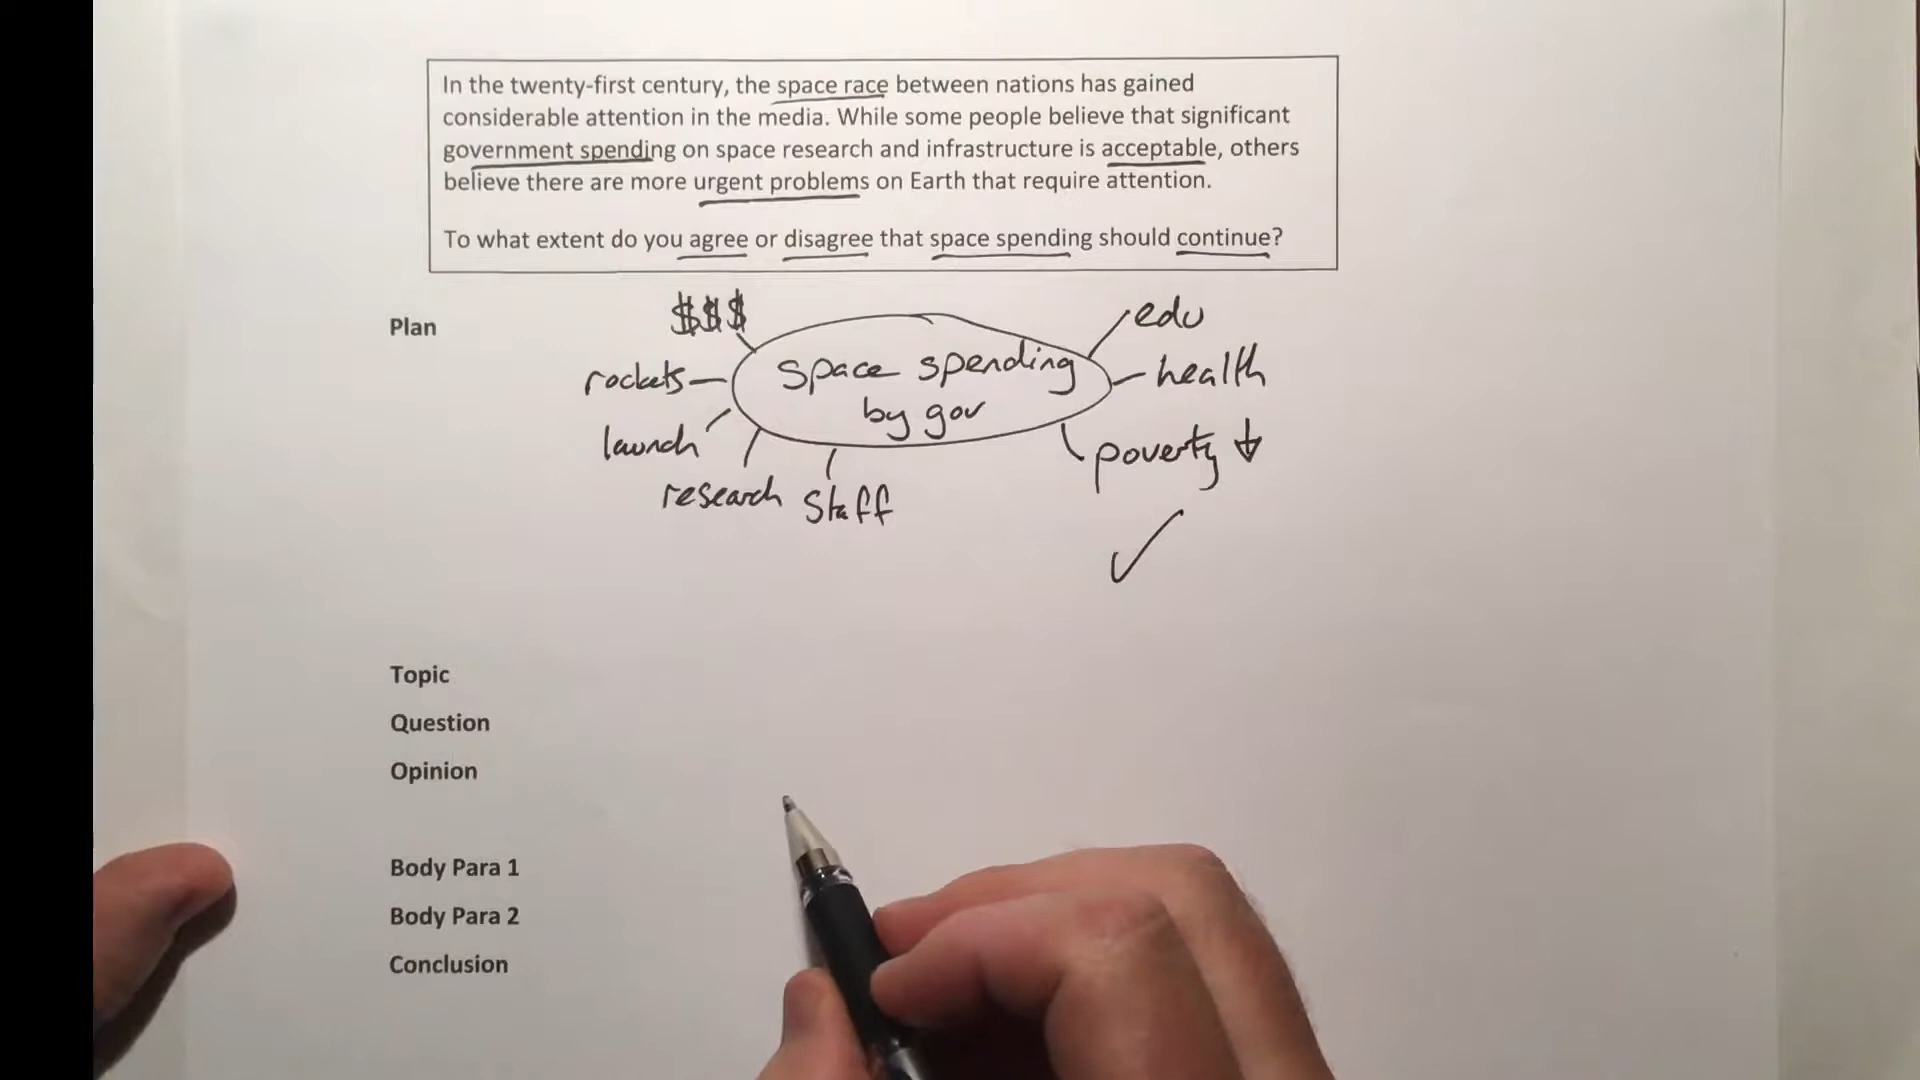 In the twenty-first century, the space race between nations has gained
considerable attention in the media. While some people believe that significant
government spending on space research and infrastructure is acceptable, others
believe there are more urgent problems on Earth that require attention.
To what extent do you agree or disagree that space spending should continue?
Plan
$$$
rockets
launch
research
staff
space spending
by gov
edu
health
poverty ↓
✓
Topic
Question
Opinion
Body Para 1
Body Para 2
Conclusion